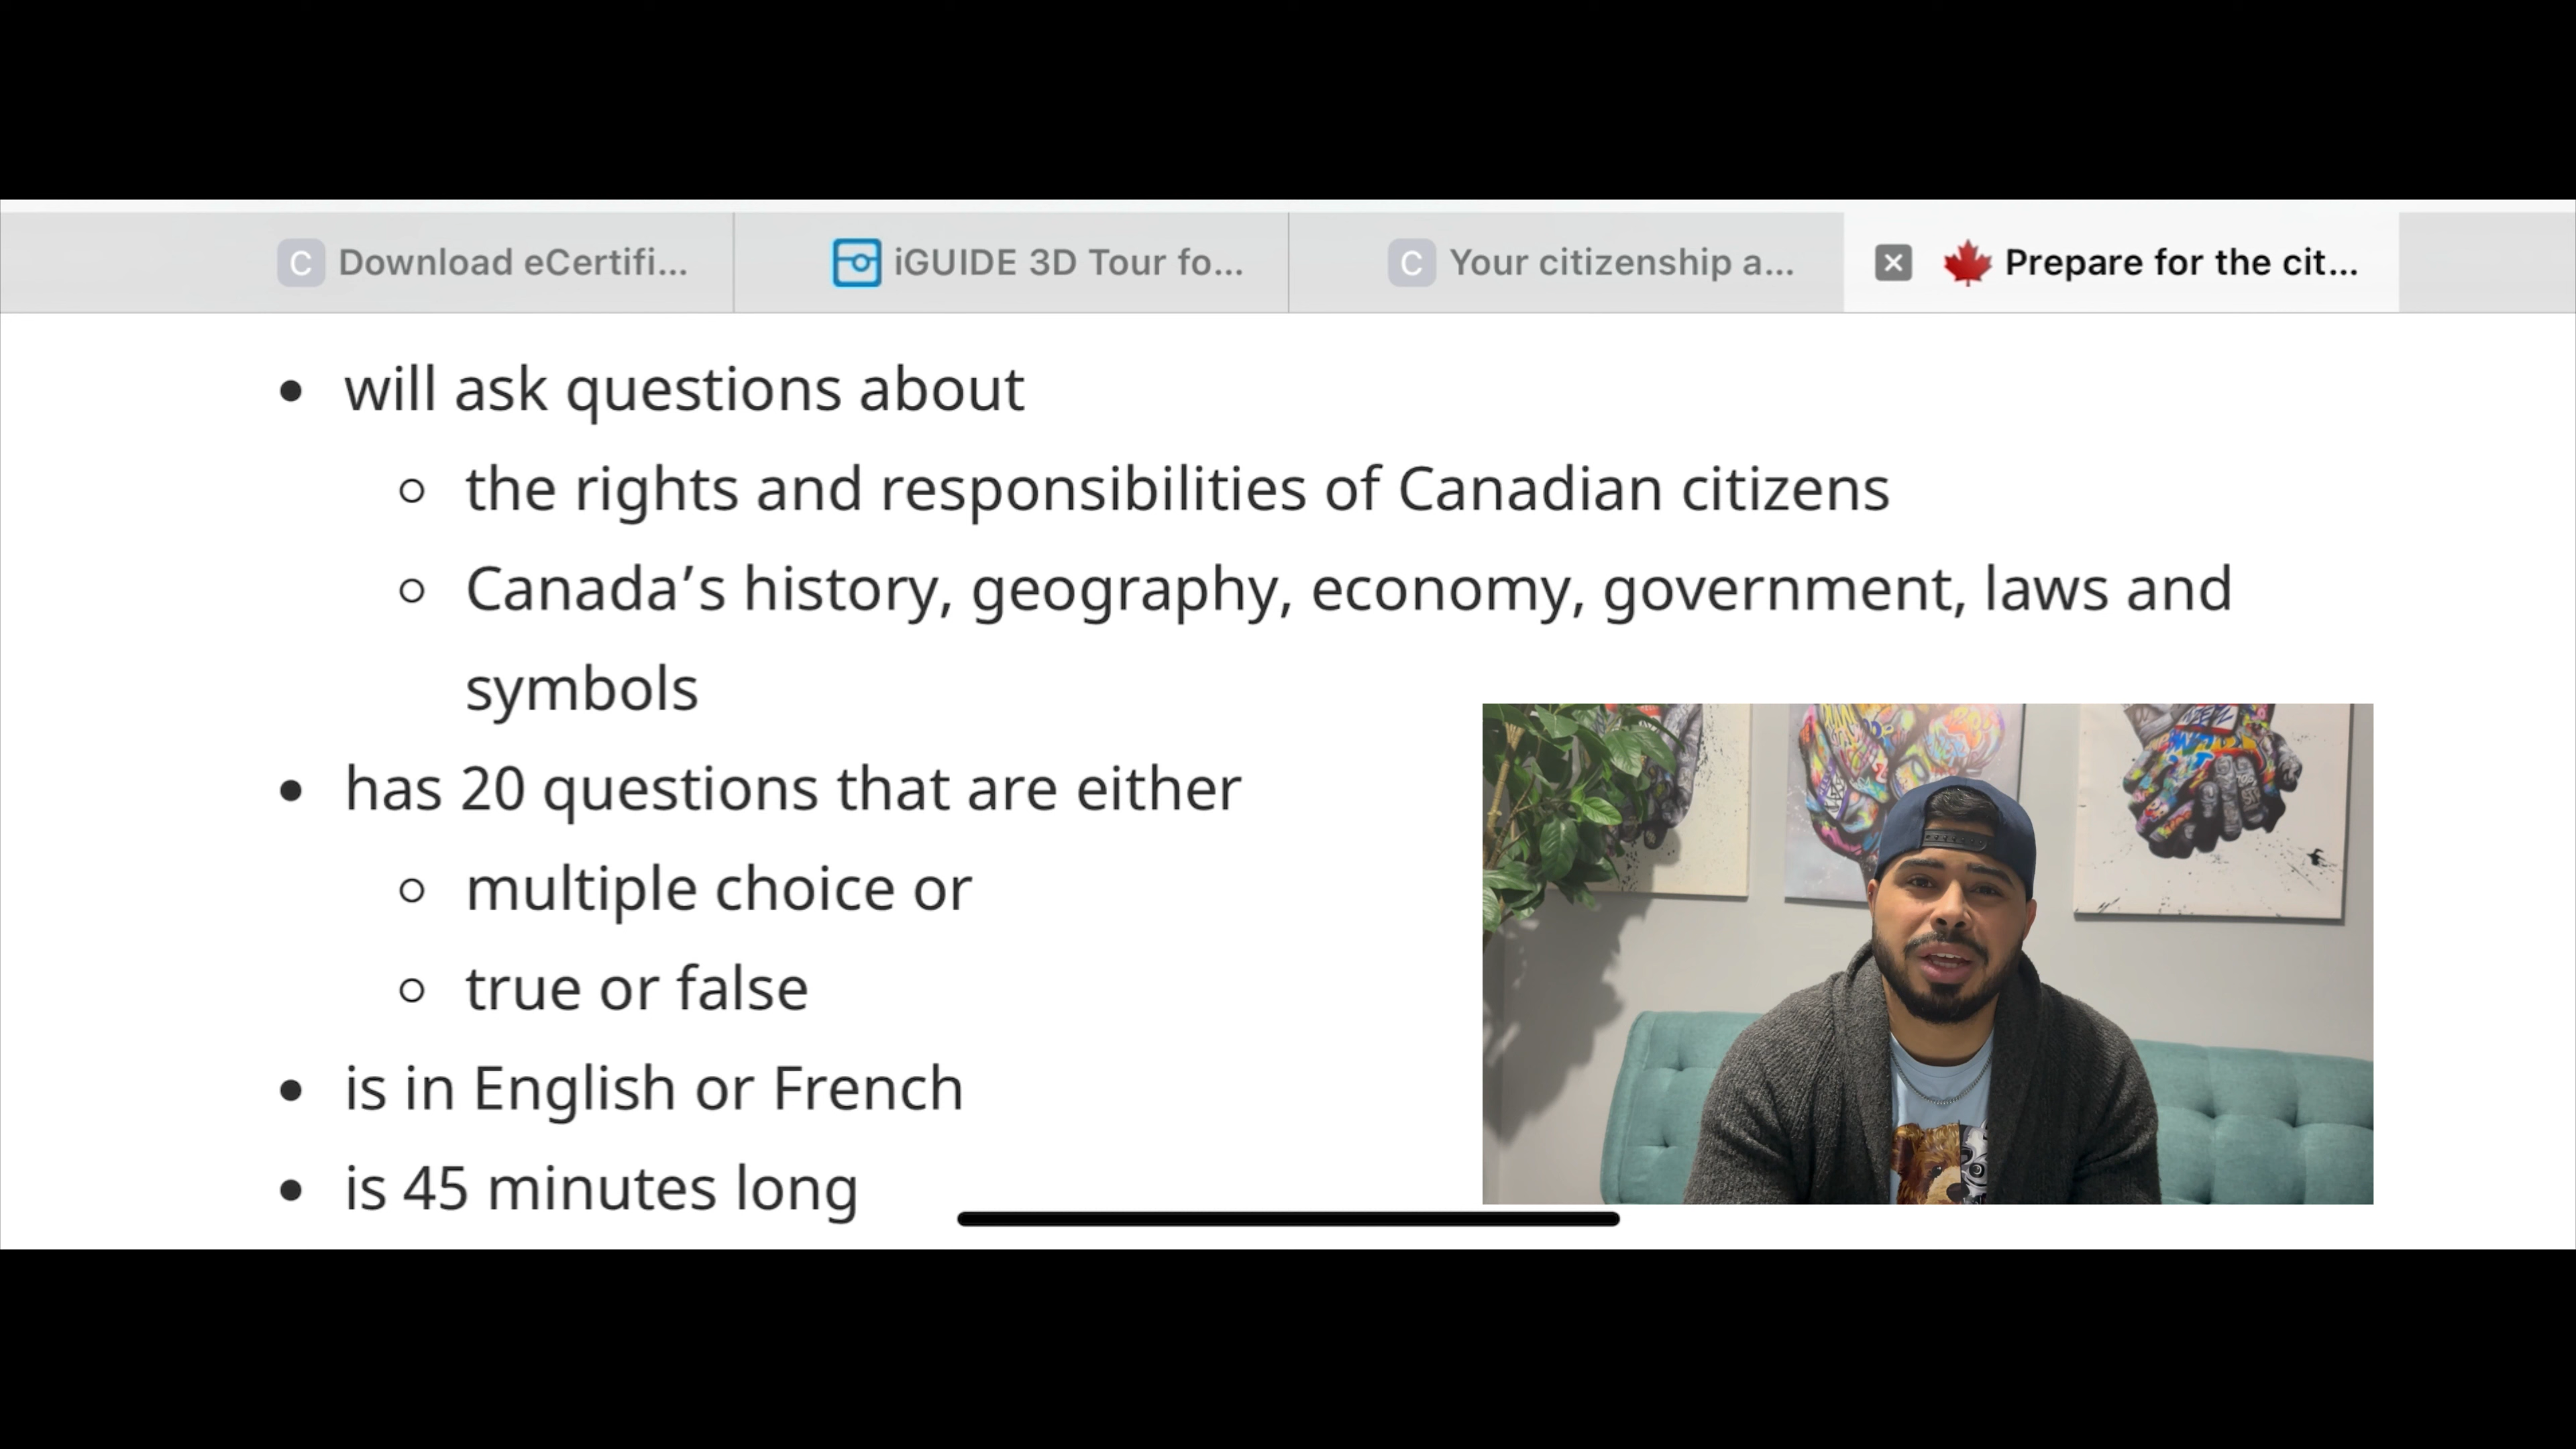 C Download eCertifi...
iGUIDE 3D Tour fo...
C Your citizenship a...
Prepare for the cit...
• will ask questions about
○ the rights and responsibilities of Canadian citizens
○ Canada’s history, geography, economy, government, laws and
symbols
• has 20 questions that are either
○ multiple choice or
○ true or false
• is in English or French
• is 45 minutes long